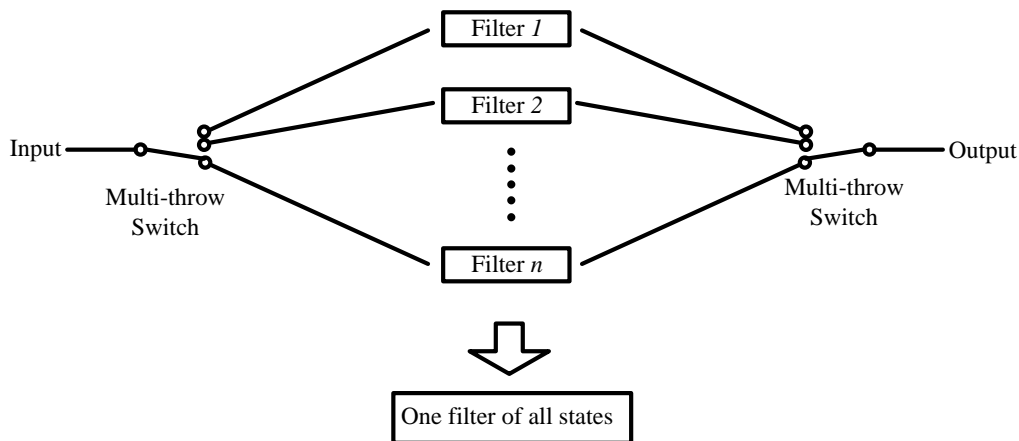 Filter 1
Filter 2
Input
Output
Multi-throw
Switch
Multi-throw
Switch
Filter n
One filter of all states